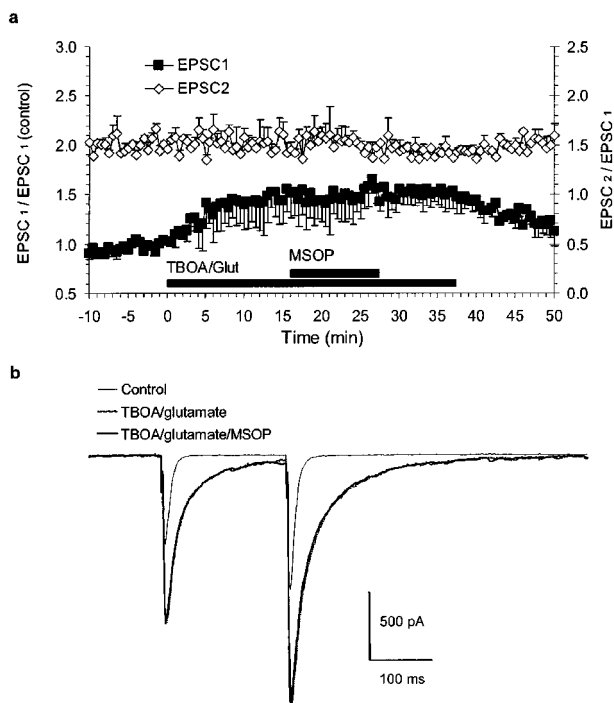 a
EPSC1
EPSC2
EPSC 1 / EPSC 1 (control)
3.0
2.5
2.0
1.5
1.0
0.5
EPSC 2 / EPSC 1
2.5
2.0
1.5
1.0
0.5
0.0
TBOA/Glut
MSOP
-10 -5 0 5 10 15 20 25 30 35 40 45 50
Time (min)
b
Control
TBOA/glutamate
TBOA/glutamate/MSOP
500 pA
100 ms